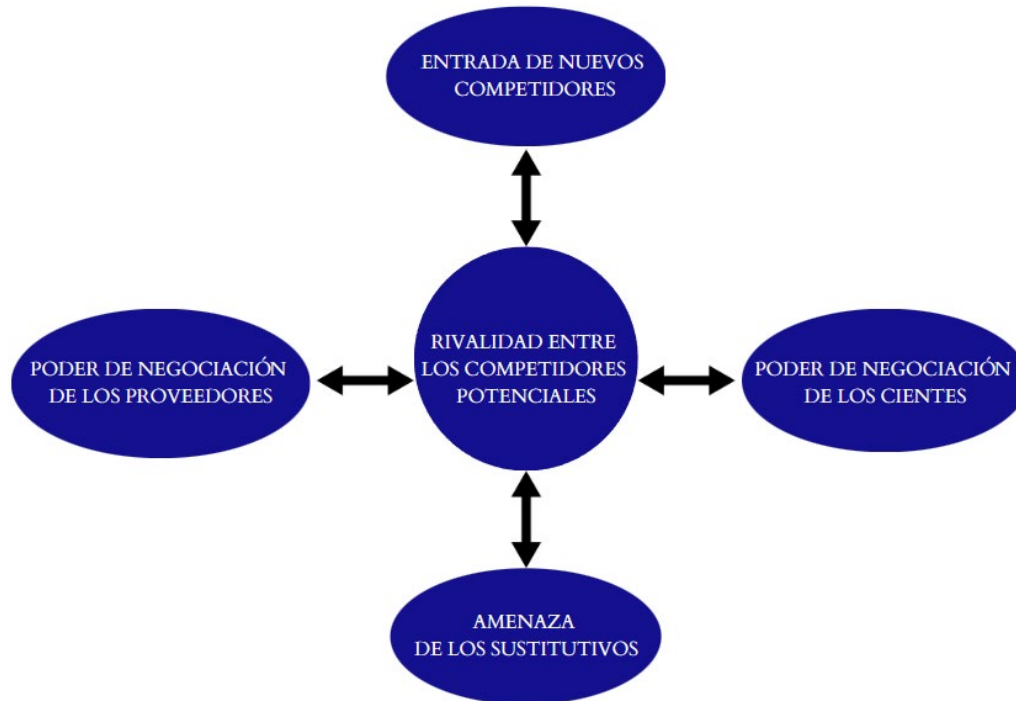 ENTRADA DE NUEVOS
COMPETIDORES
RIVALIDAD ENTRE
LOS COMPETIDORES
POTENCIALES
PODER DE NEGOCIACIÓN
DE LOS PROVEEDORES
PODER DE NEGOCIACIÓN
DE LOS CIENTES
AMENAZA
DE LOS SUSTITUTIVOS